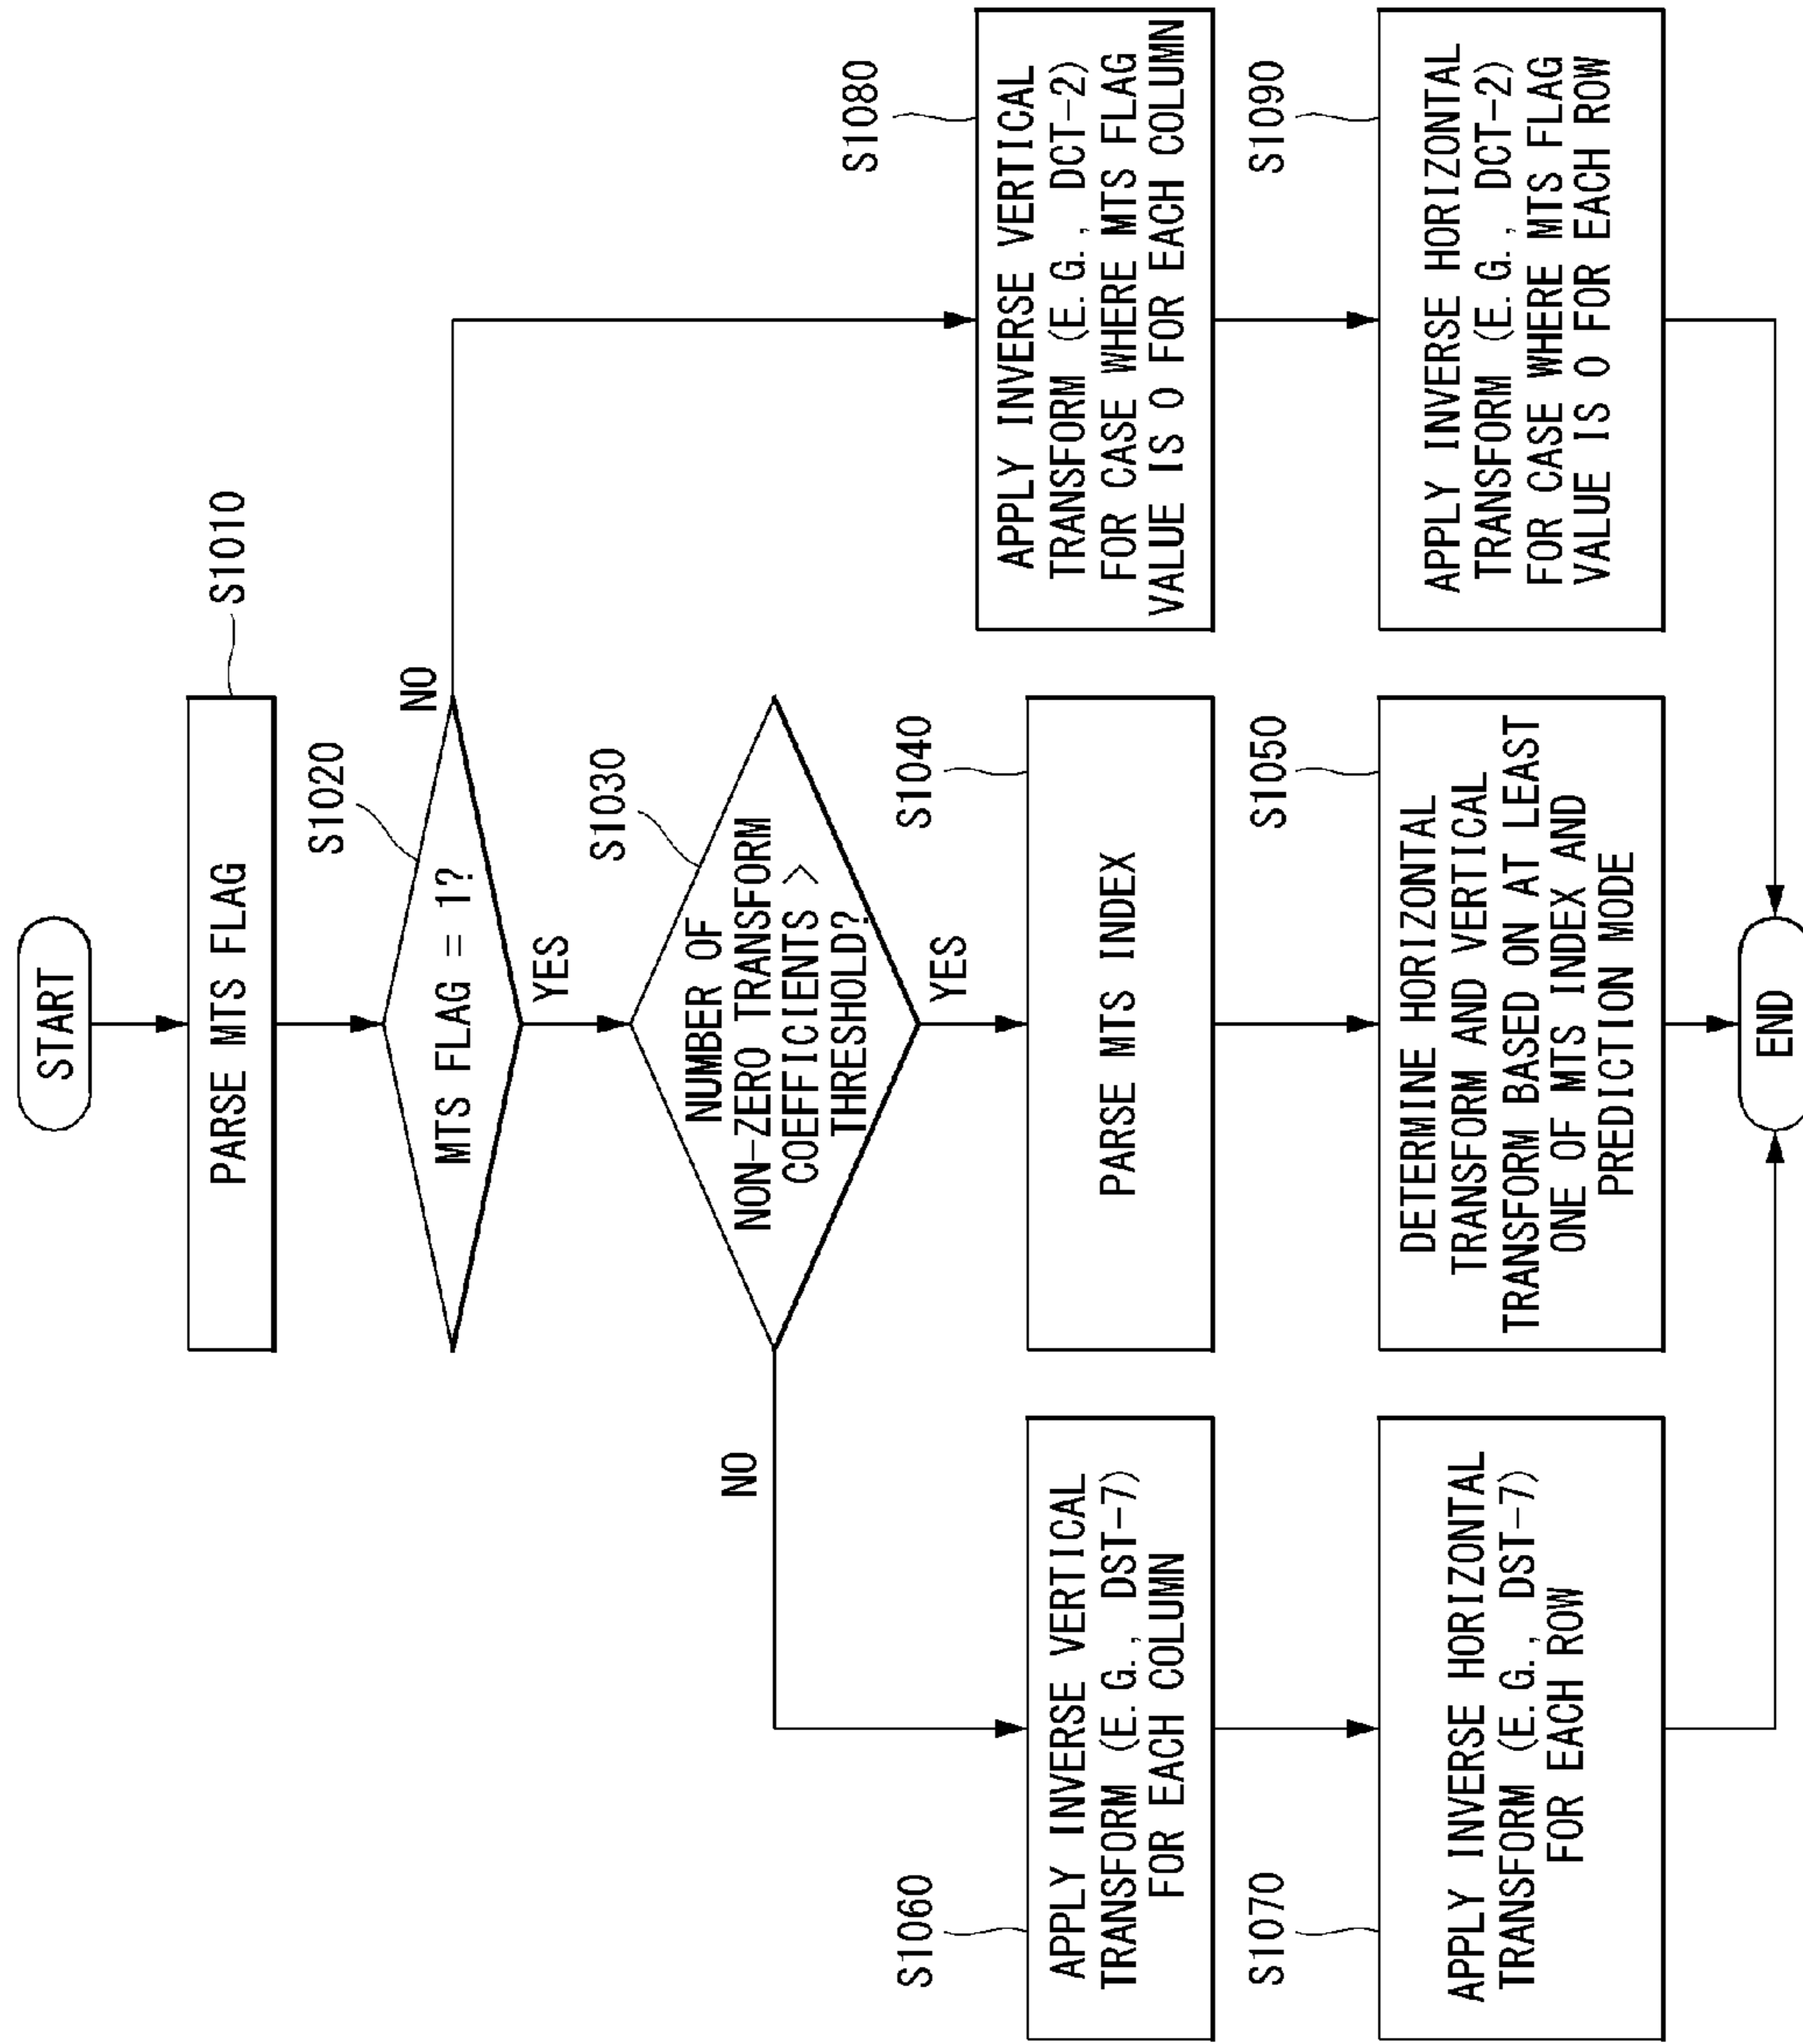 START
PARSE MTS FLAG
S1010
MTS FLAG = 1?
S1020
NO
YES
NUMBER OF
NON-ZERO TRANSFORM
COEFFICIENTS >
THRESHOLD?
S1030
NO
YES
PARSE MTS INDEX
S1040
DETERMINE HORIZONTAL
TRANSFORM AND VERTICAL
TRANSFORM BASED ON AT LEAST
ONE OF MTS INDEX AND
PREDICTION MODE
S1050
S1060
APPLY INVERSE VERTICAL
TRANSFORM (E.G., DST-7)
FOR EACH COLUMN
S1070
APPLY INVERSE HORIZONTAL
TRANSFORM (E.G., DST-7)
FOR EACH ROW
S1080
APPLY INVERSE VERTICAL
TRANSFORM (E.G., DCT-2)
FOR CASE WHERE MTS FLAG
VALUE IS 0 FOR EACH COLUMN
S1090
APPLY INVERSE HORIZONTAL
TRANSFORM (E.G., DCT-2)
FOR CASE WHERE MTS FLAG
VALUE IS 0 FOR EACH ROW
END